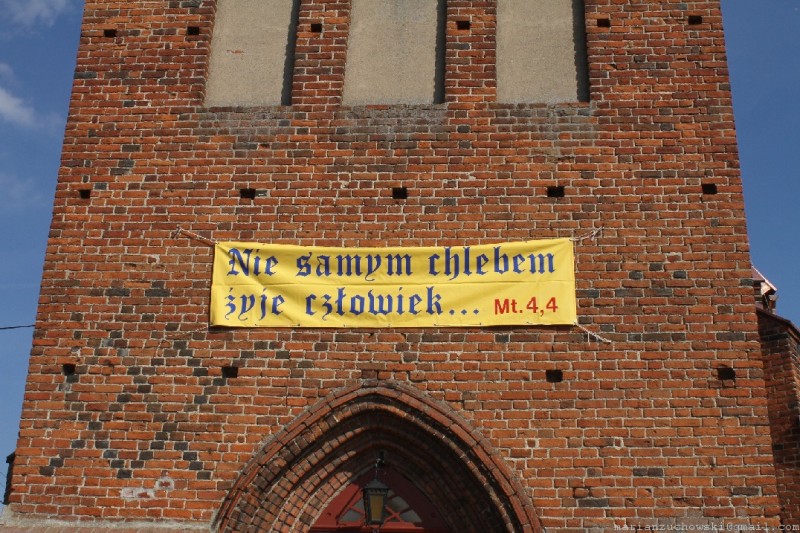 Nie samym chlebem
żyje człowiek... Mt. 4,4
marianzuchowski@gmail.com